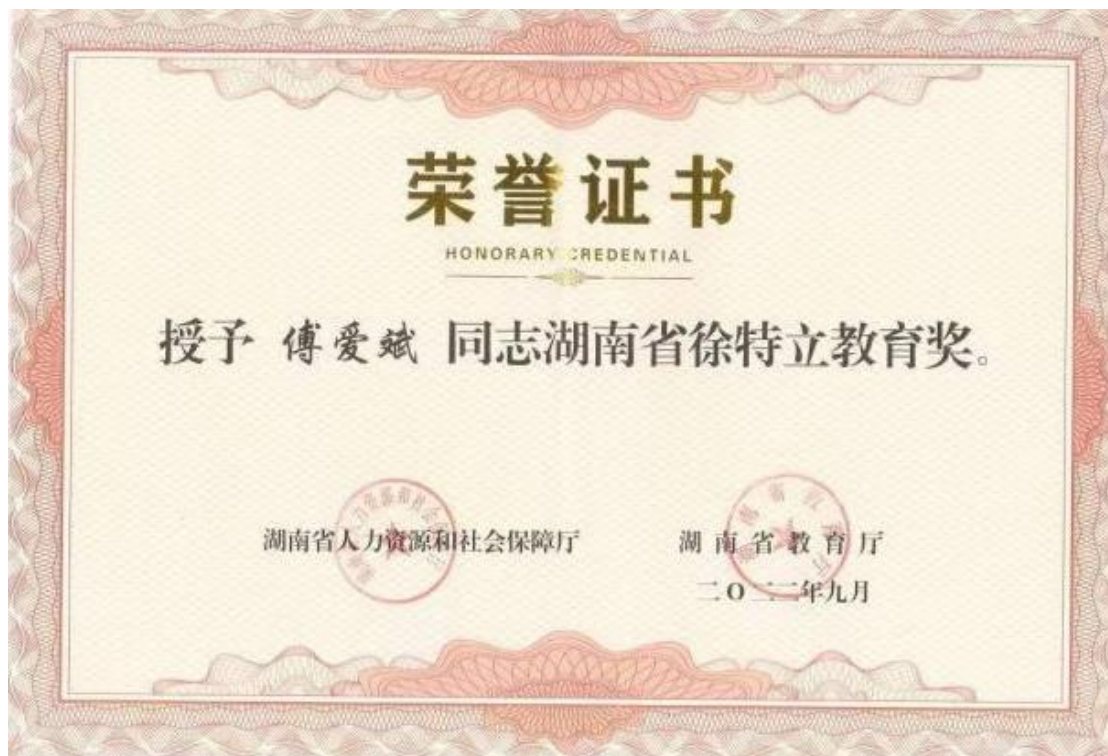 荣誉证书
HONORARY CREDENTIAL
授予 傅爱斌 同志湖南省徐特立教育奖。
湖南省人力资源和社会保障厅 湖南省教育厅
二〇二二年九月